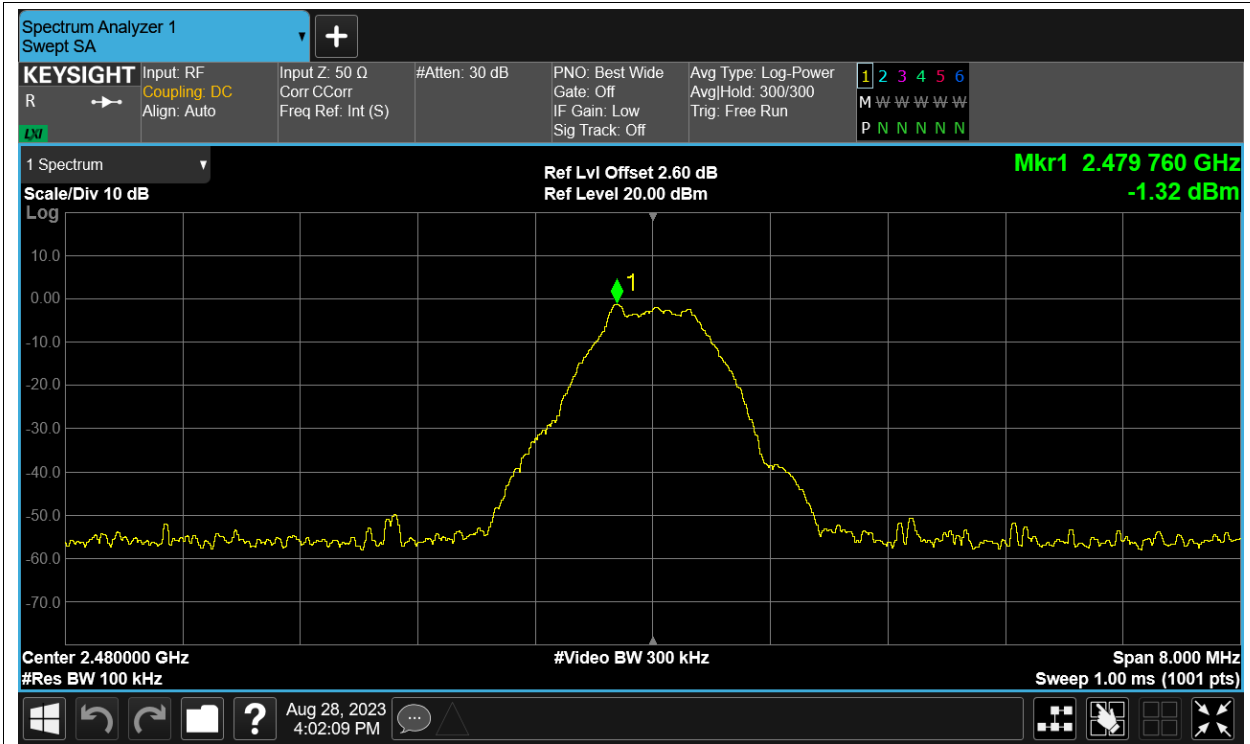 Spectrum Analyzer 1
Swept SA
+
KEYSIGHT
R
LXI
Input: RF
Coupling: DC
Align: Auto
Input Z: 50 Ω
Corr CCorr
Freq Ref: Int (S)
#Atten: 30 dB
PNO: Best Wide
Gate: Off
IF Gain: Low
Sig Track: Off
Avg Type: Log-Power
Avg|Hold: 300/300
Trig: Free Run
1 2 3 4 5 6
M W W W W W W
P N N N N N
1 Spectrum
Scale/Div 10 dB
Log
Ref Lvl Offset 2.60 dB
Ref Level 20.00 dBm
Mkr1 2.479 760 GHz
-1.32 dBm
10.0
0.00
-10.0
-20.0
-30.0
-40.0
-50.0
-60.0
-70.0
1
Center 2.480000 GHz
#Res BW 100 kHz
#Video BW 300 kHz
Span 8.000 MHz
Sweep 1.00 ms (1001 pts)
?
Aug 28, 2023
4:02:09 PM